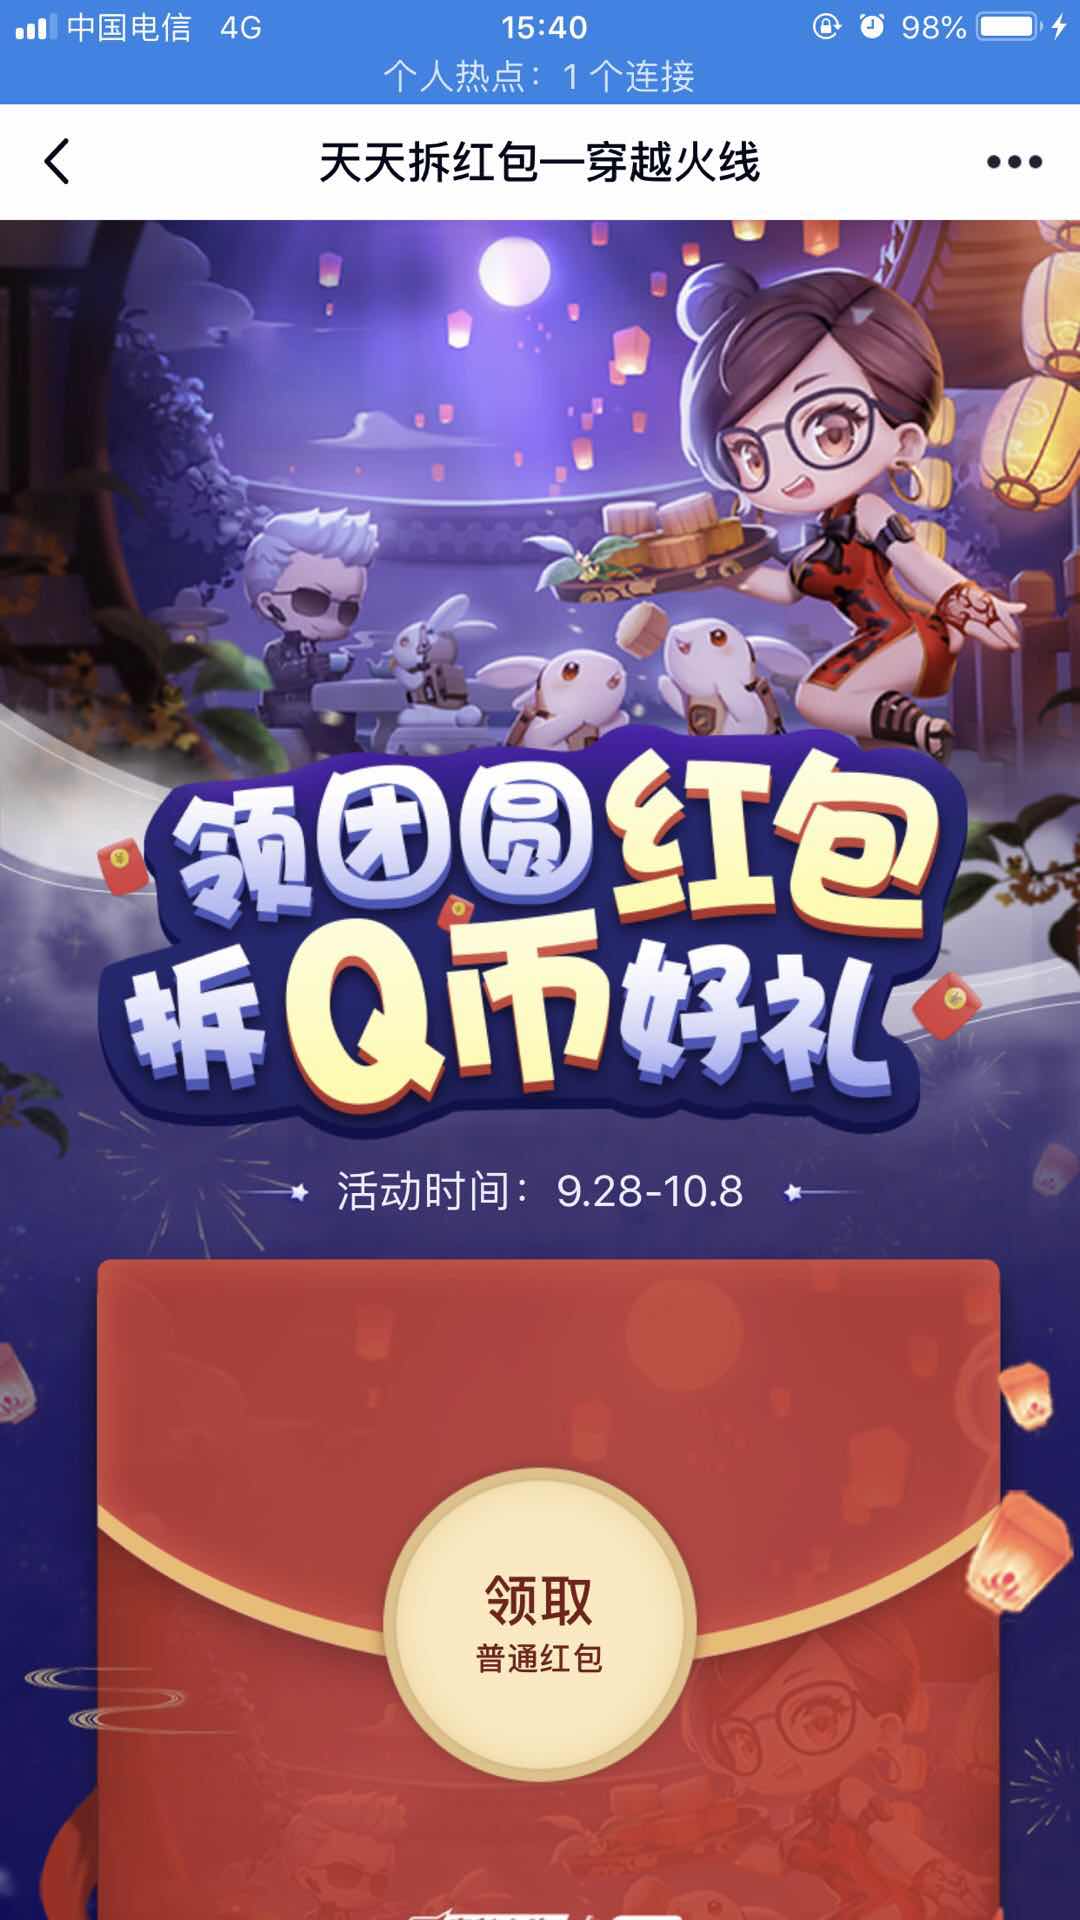 中国电信 4G 15:40 98%
个人热点：1 个连接
天天拆红包—穿越火线
领团圆红包
拆Q币好礼
活动时间：9.28-10.8
领取
普通红包